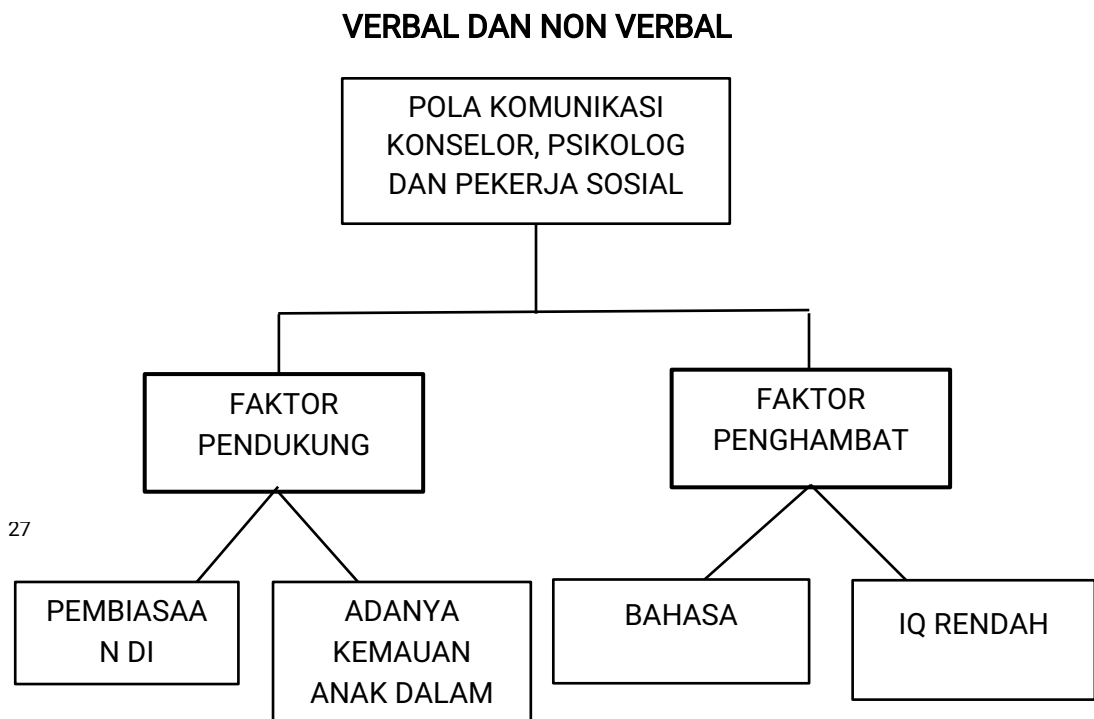 VERBAL DAN NON VERBAL
POLA KOMUNIKASI
KONSELOR, PSIKOLOG
DAN PEKERJA SOSIAL
FAKTOR
PENDUKUNG
FAKTOR
PENGHAMBAT
27
PEMBIASAA
N DI
ADANYA
KEMAUAN
ANAK DALAM
BAHASA
IQ RENDAH